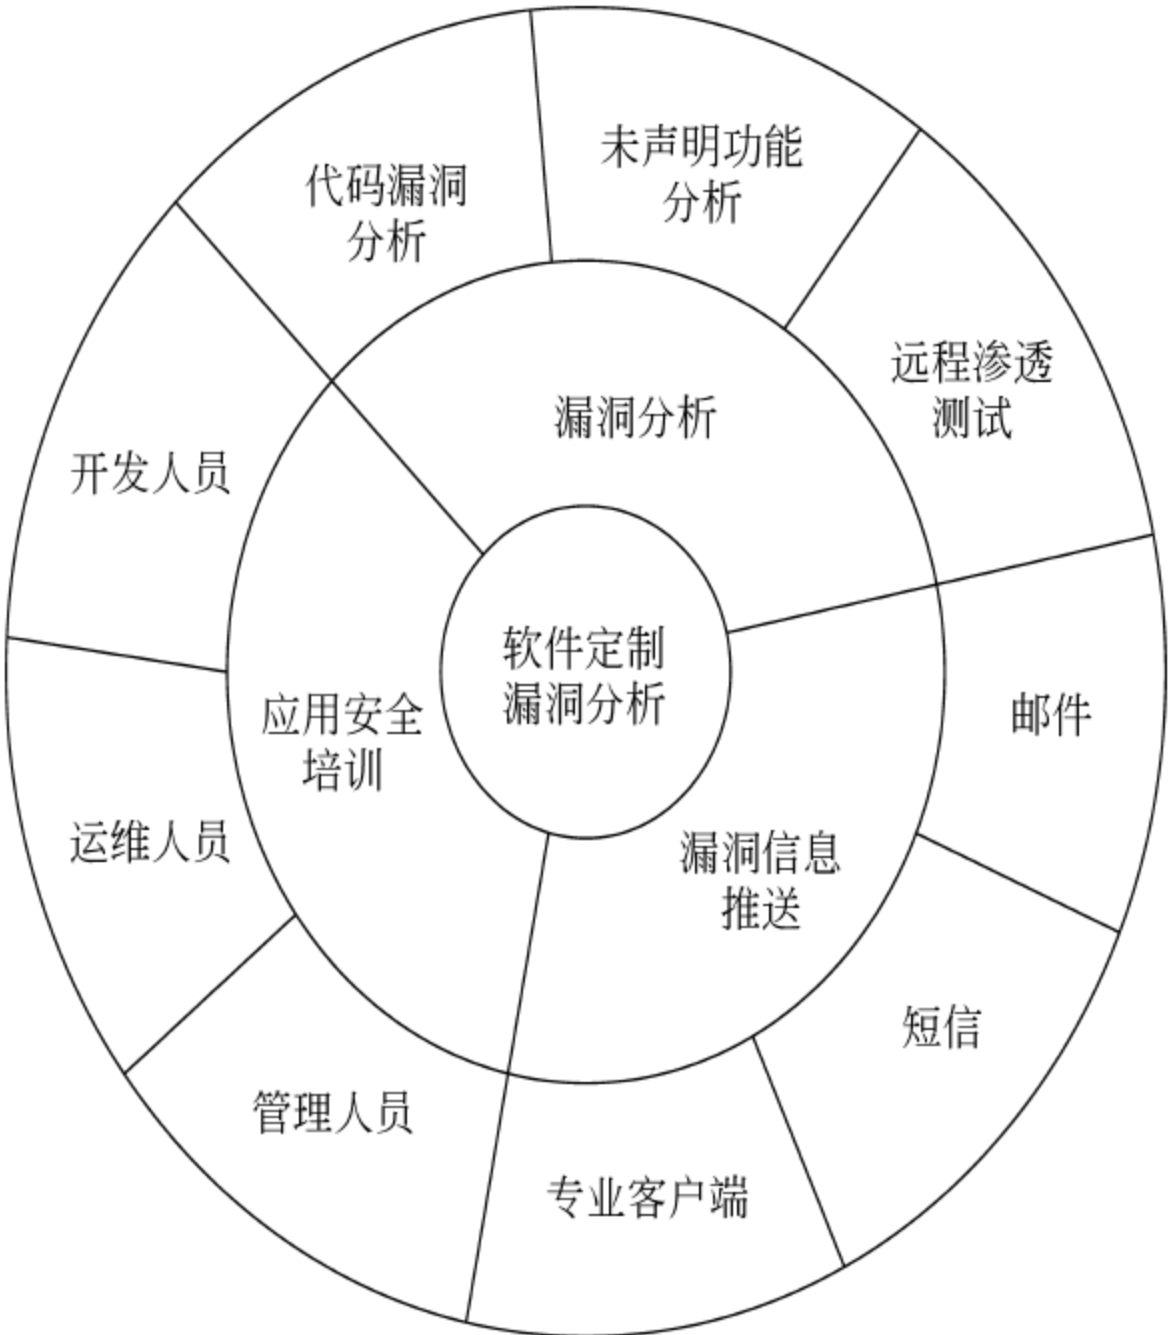 未声明功能
分析
代码漏洞
分析
远程渗透
测试
漏洞分析
开发人员
软件定制
漏洞分析
应用安全
培训
邮件
运维人员
漏洞信息
推送
短信
管理人员
专业客户端